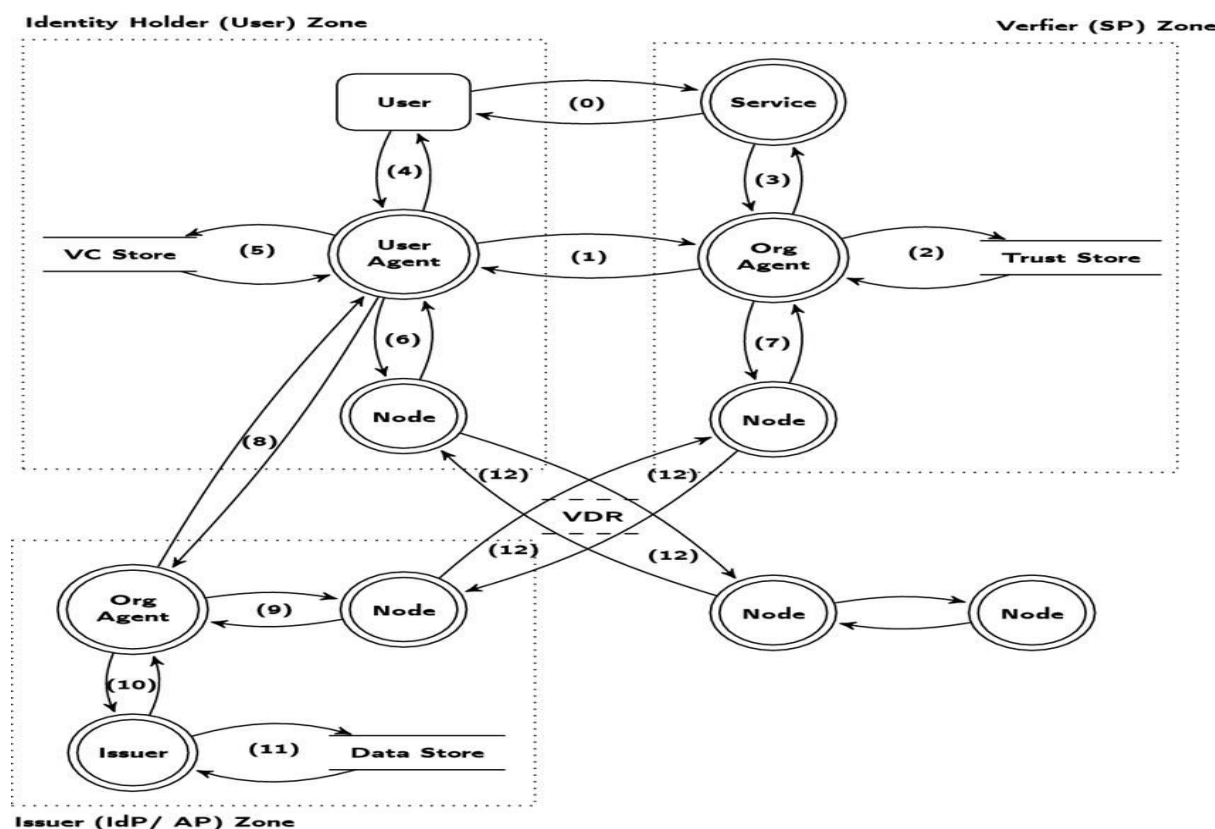 Identity Holder (User) Zone
Verfier (SP) Zone
User
(0)
Service
(4)
(3)
VC Store
(5)
User
Agent
(1)
Org
Agent
(2)
Trust Store
(6)
(7)
Node
Node
(8)
(12)
(12)
VDR
(12)
(12)
Org
Agent
(9)
Node
Node
Node
(10)
Issuer
(11)
Data Store
Issuer (IdP/ AP) Zone